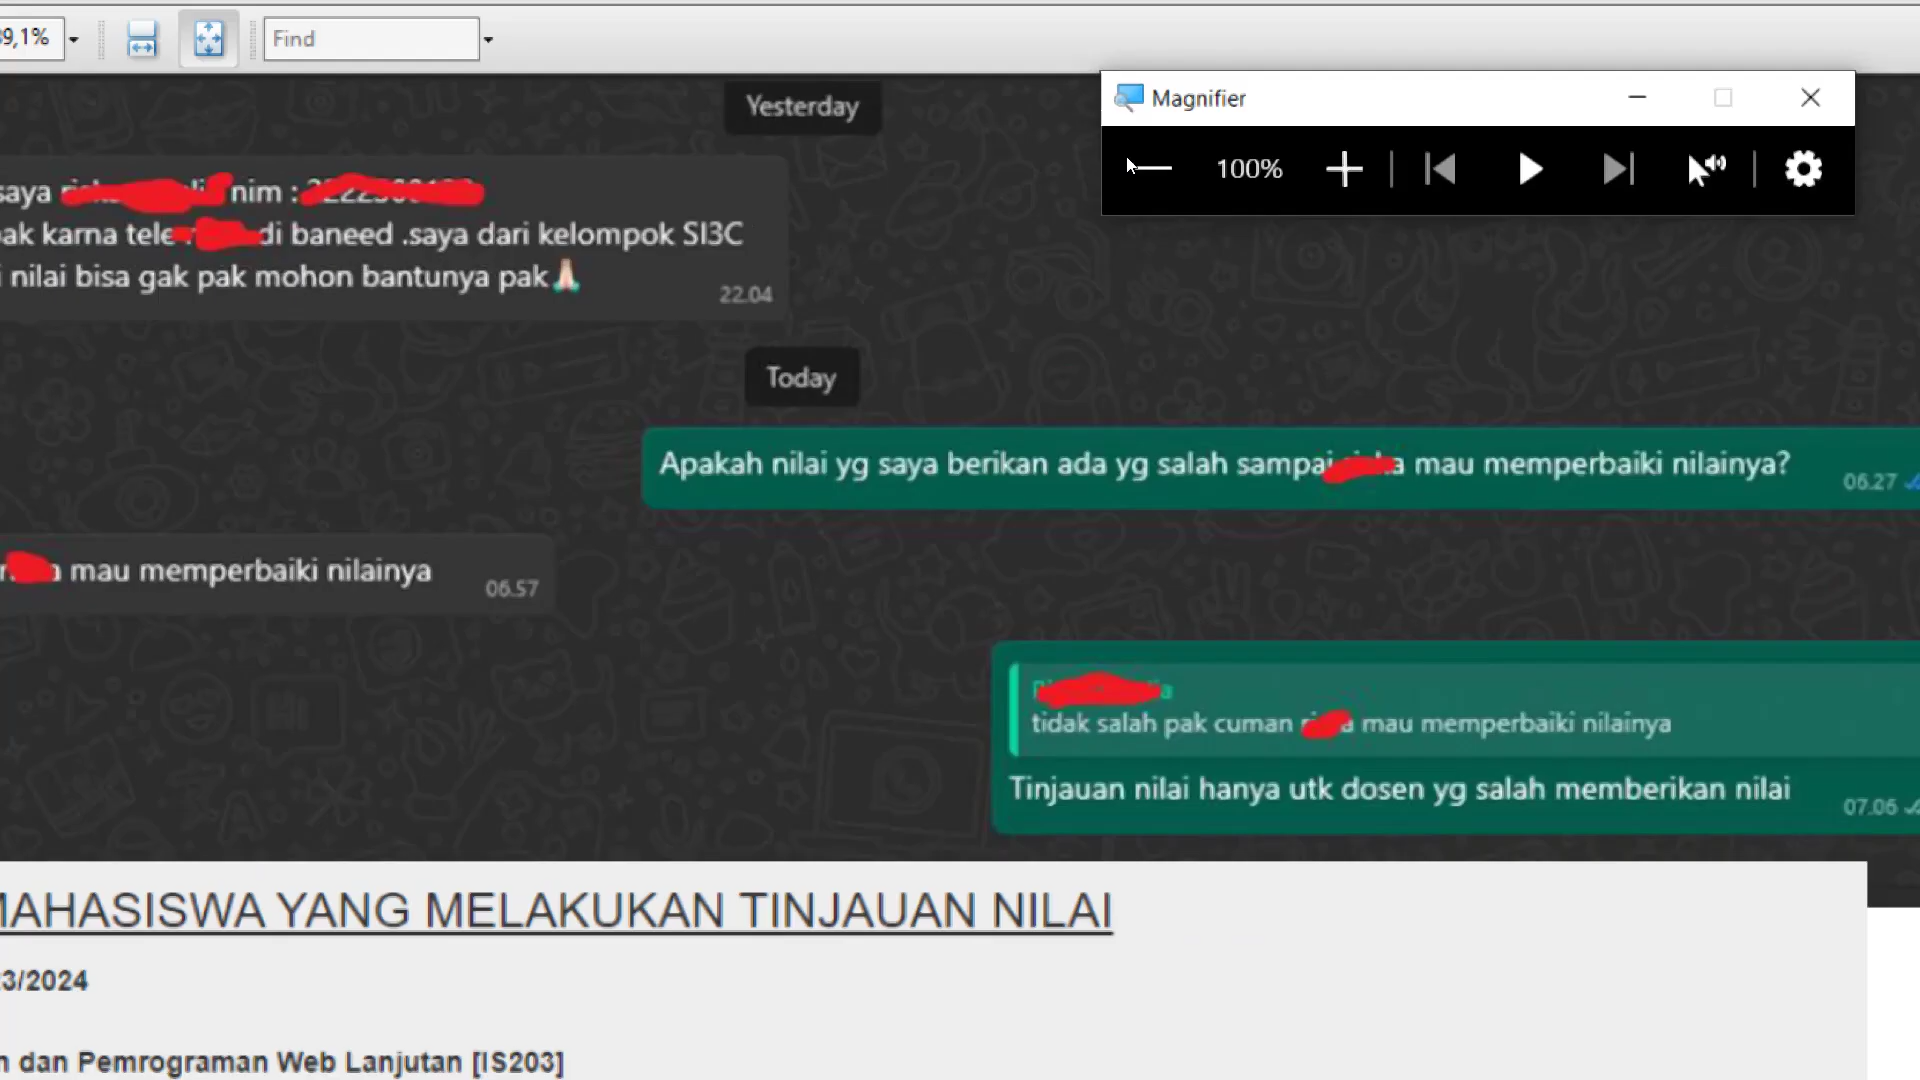 9,1%
Find
Magnifier
100%
Yesterday
saya nim :
pak karna tele di baneed .saya dari kelompok SI3C
i nilai bisa gak pak mohon bantunya pak🙏🏻
22.04
Today
Apakah nilai yg saya berikan ada yg salah sampai mau memperbaiki nilainya?
06.27
mau memperbaiki nilainya
06.57
tidak salah pak cuman mau memperbaiki nilainya
Tinjauan nilai hanya utk dosen yg salah memberikan nilai
07.06
MAHASISWA YANG MELAKUKAN TINJAUAN NILAI
23/2024
n dan Pemrograman Web Lanjutan [IS203]